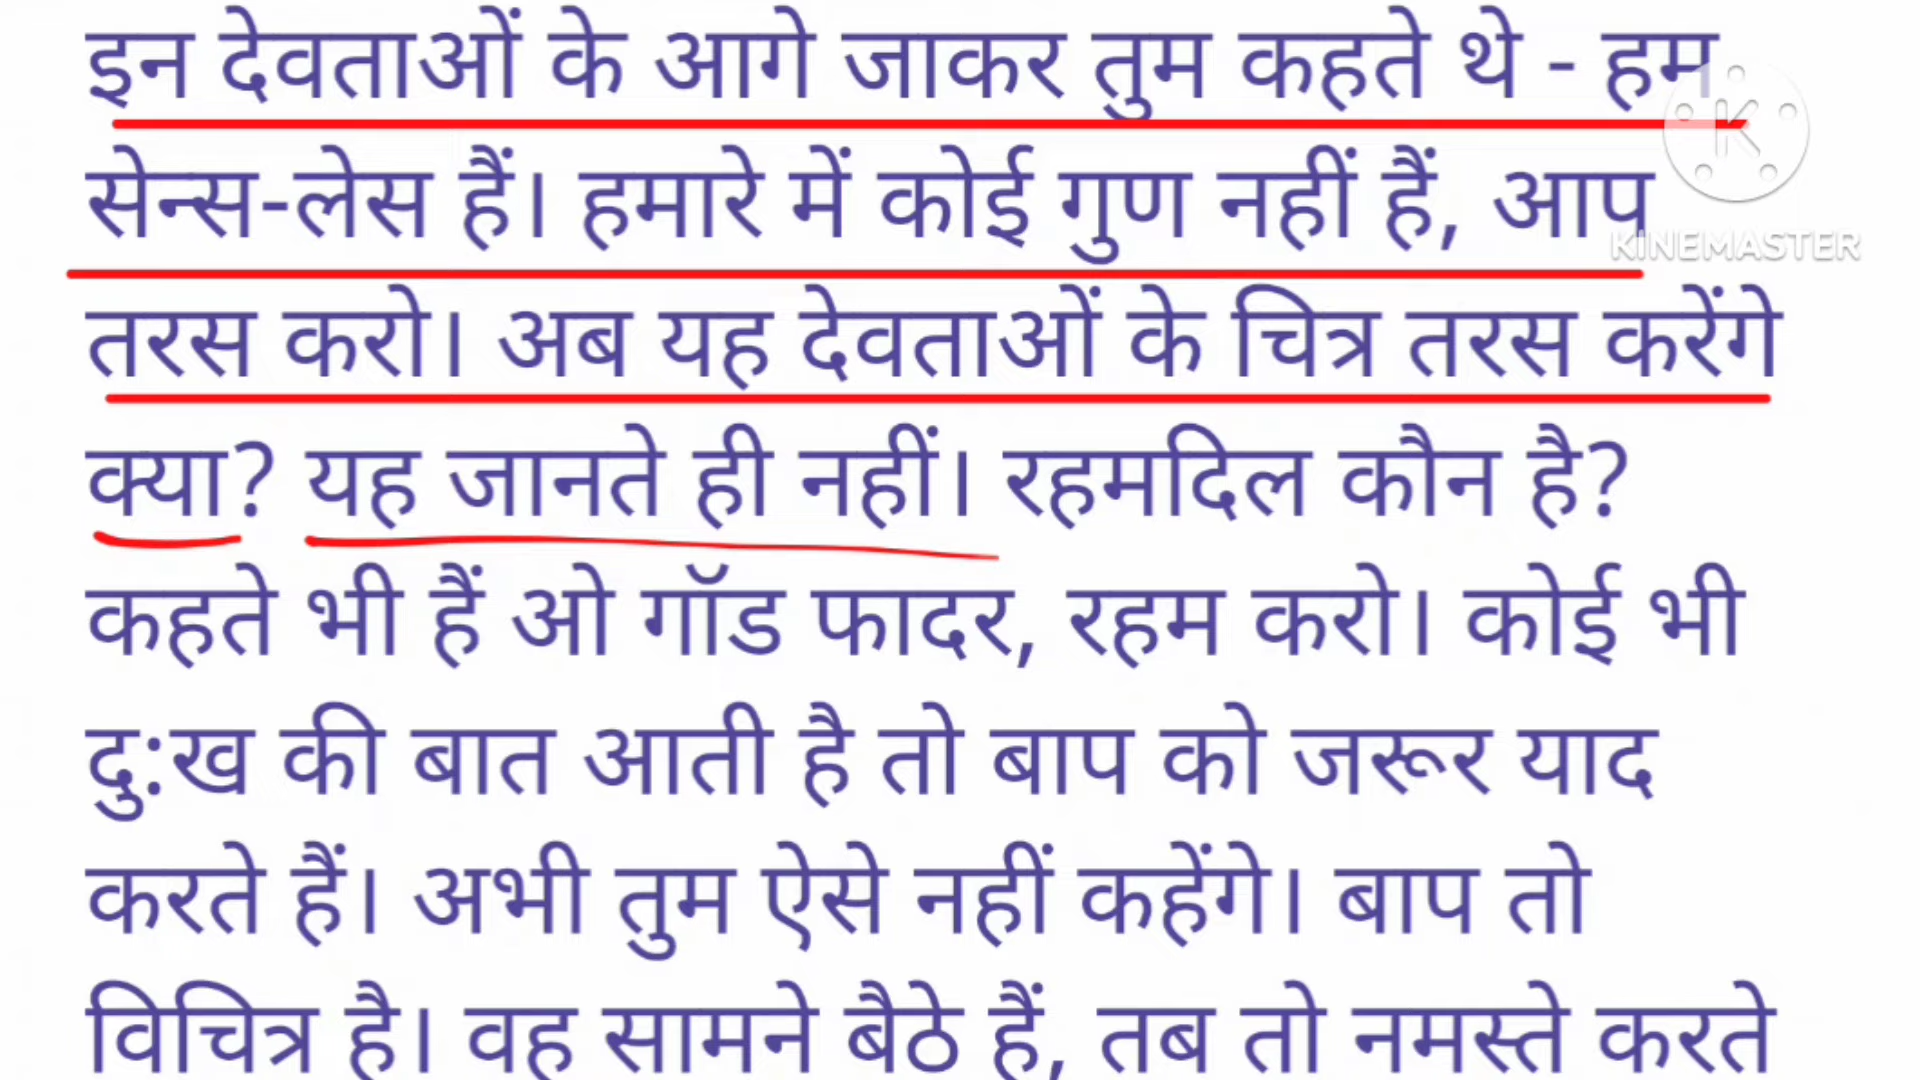 इन देवताओं के आगे जाकर तुम कहते थे - हम
सेन्स-लेस हैं। हमारे में कोई गुण नहीं हैं, आप
तरस करो। अब यह देवताओं के चित्र तरस करेंगे
क्या? यह जानते ही नहीं। रहमदिल कौन है?
कहते भी हैं ओ गॉड फादर, रहम करो। कोई भी
दु:ख की बात आती है तो बाप को जरूर याद
करते हैं। अभी तुम ऐसे नहीं कहेंगे। बाप तो
विचित्र है। वह सामने बैठे हैं, तब तो नमस्ते करते
K
KINEMASTER